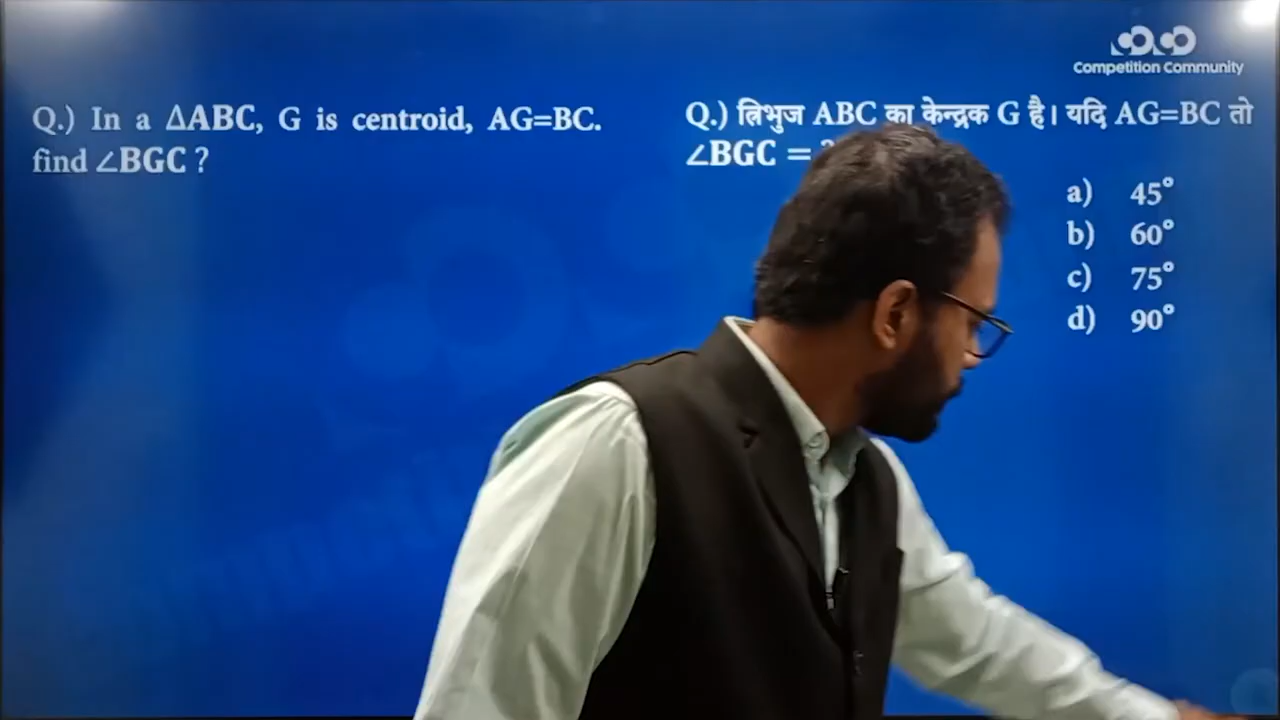 Competition Community
Q.) In a ΔABC, G is centroid, AG=BC.
find ∠BGC ?
Q.) त्रिभुज ABC का केन्द्रक G है। यदि AG=BC तो
∠BGC =
a) 45°
b) 60°
c) 75°
d) 90°